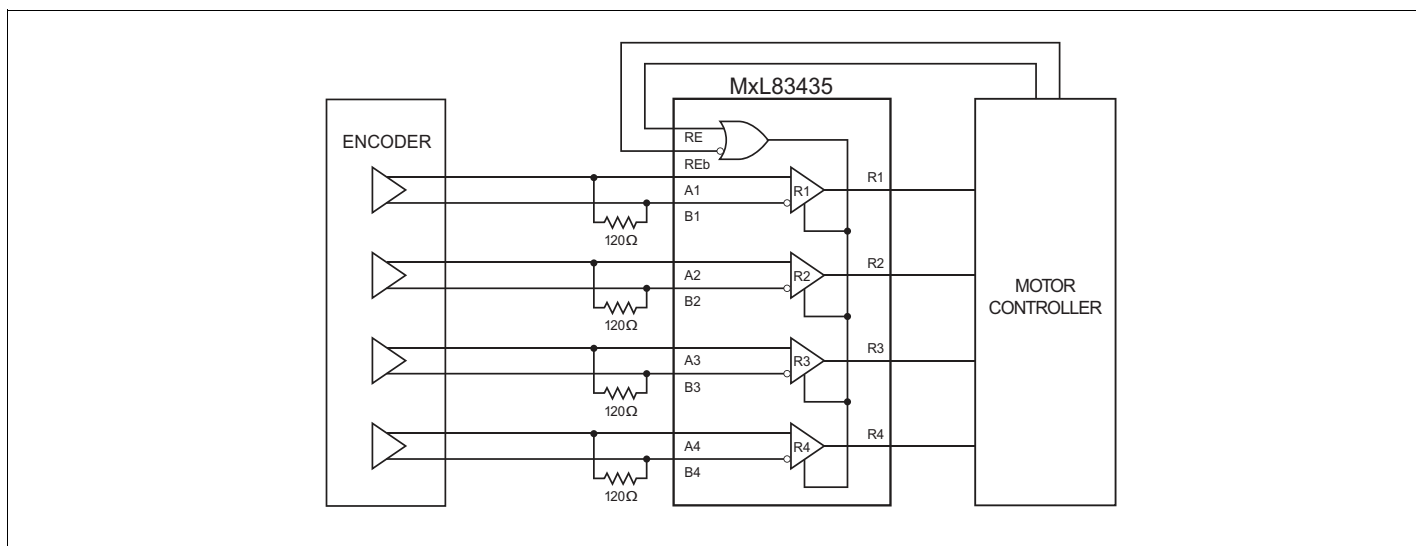 MxL83435
ENCODER
RE
REb
A1
B1
120Ω
R1
R1
A2
B2
120Ω
R2
R2
A3
B3
120Ω
R3
R3
A4
B4
120Ω
R4
R4
MOTOR
CONTROLLER